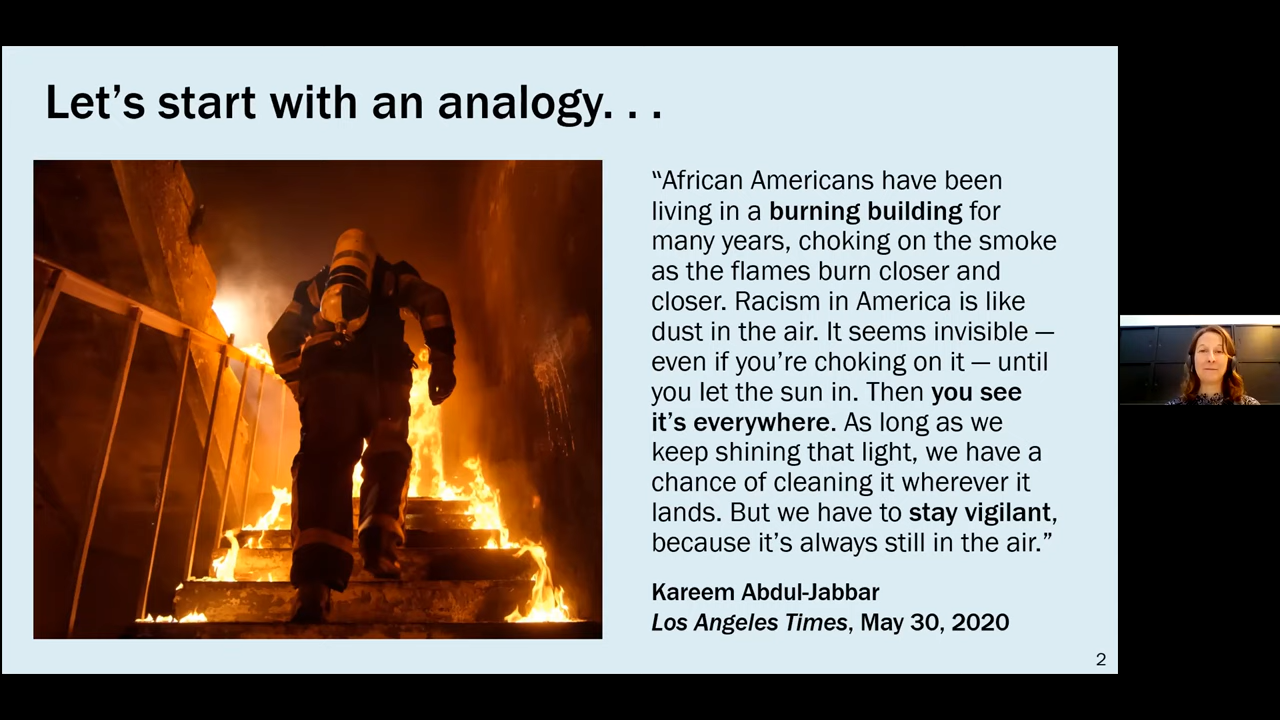 Let’s start with an analogy. . .
“African Americans have been
living in a burning building for
many years, choking on the smoke
as the flames burn closer and
closer. Racism in America is like
dust in the air. It seems invisible —
even if you’re choking on it — until
you let the sun in. Then you see
it’s everywhere. As long as we
keep shining that light, we have a
chance of cleaning it wherever it
lands. But we have to stay vigilant,
because it’s always still in the air.”
Kareem Abdul-Jabbar
Los Angeles Times, May 30, 2020
2